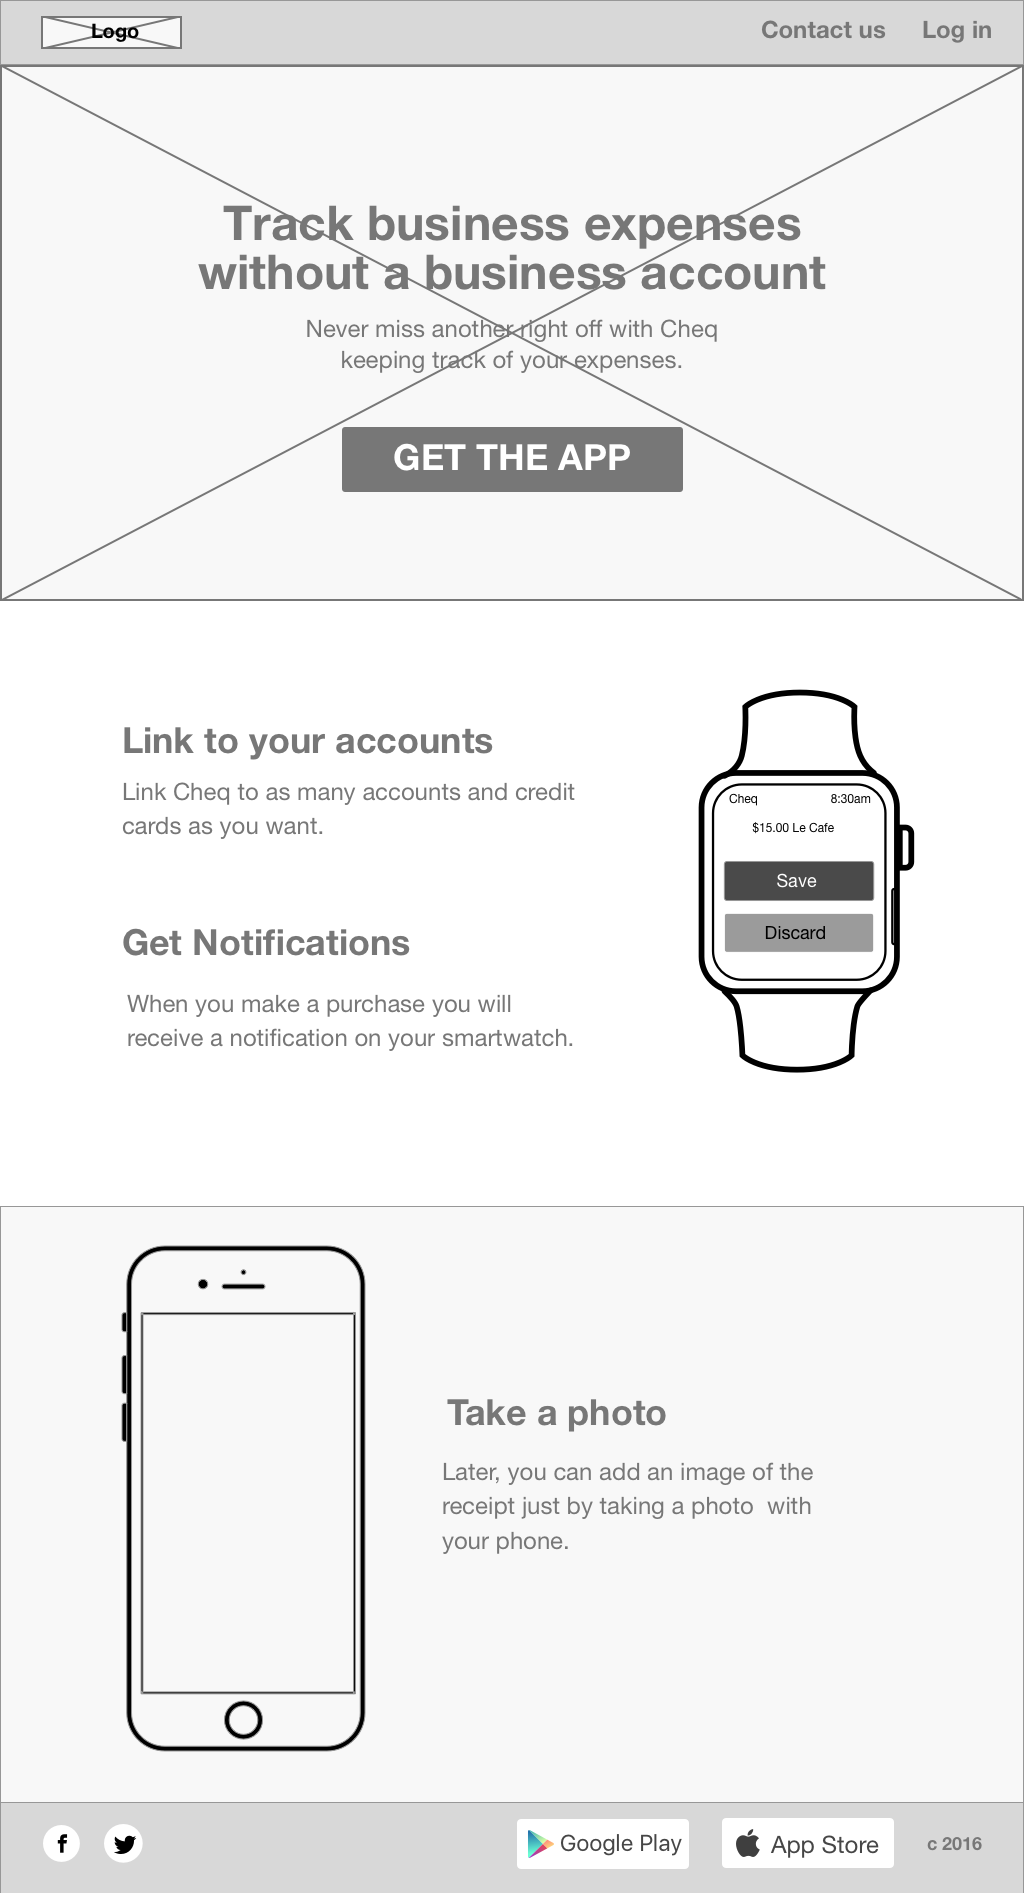 Logo
Contact us
Log in
Track business expenses
without a business account
Never miss another right off with Cheq
keeping track of your expenses.
GET THE APP
Link to your accounts
Link Cheq to as many accounts and credit
cards as you want.
Get Notifications
When you make a purchase you will
receive a notification on your smartwatch.
Cheq
8:30am
$15.00 Le Cafe
Save
Discard
Take a photo
Later, you can add an image of the
receipt just by taking a photo  with
your phone.
Google Play
App Store
c 2016